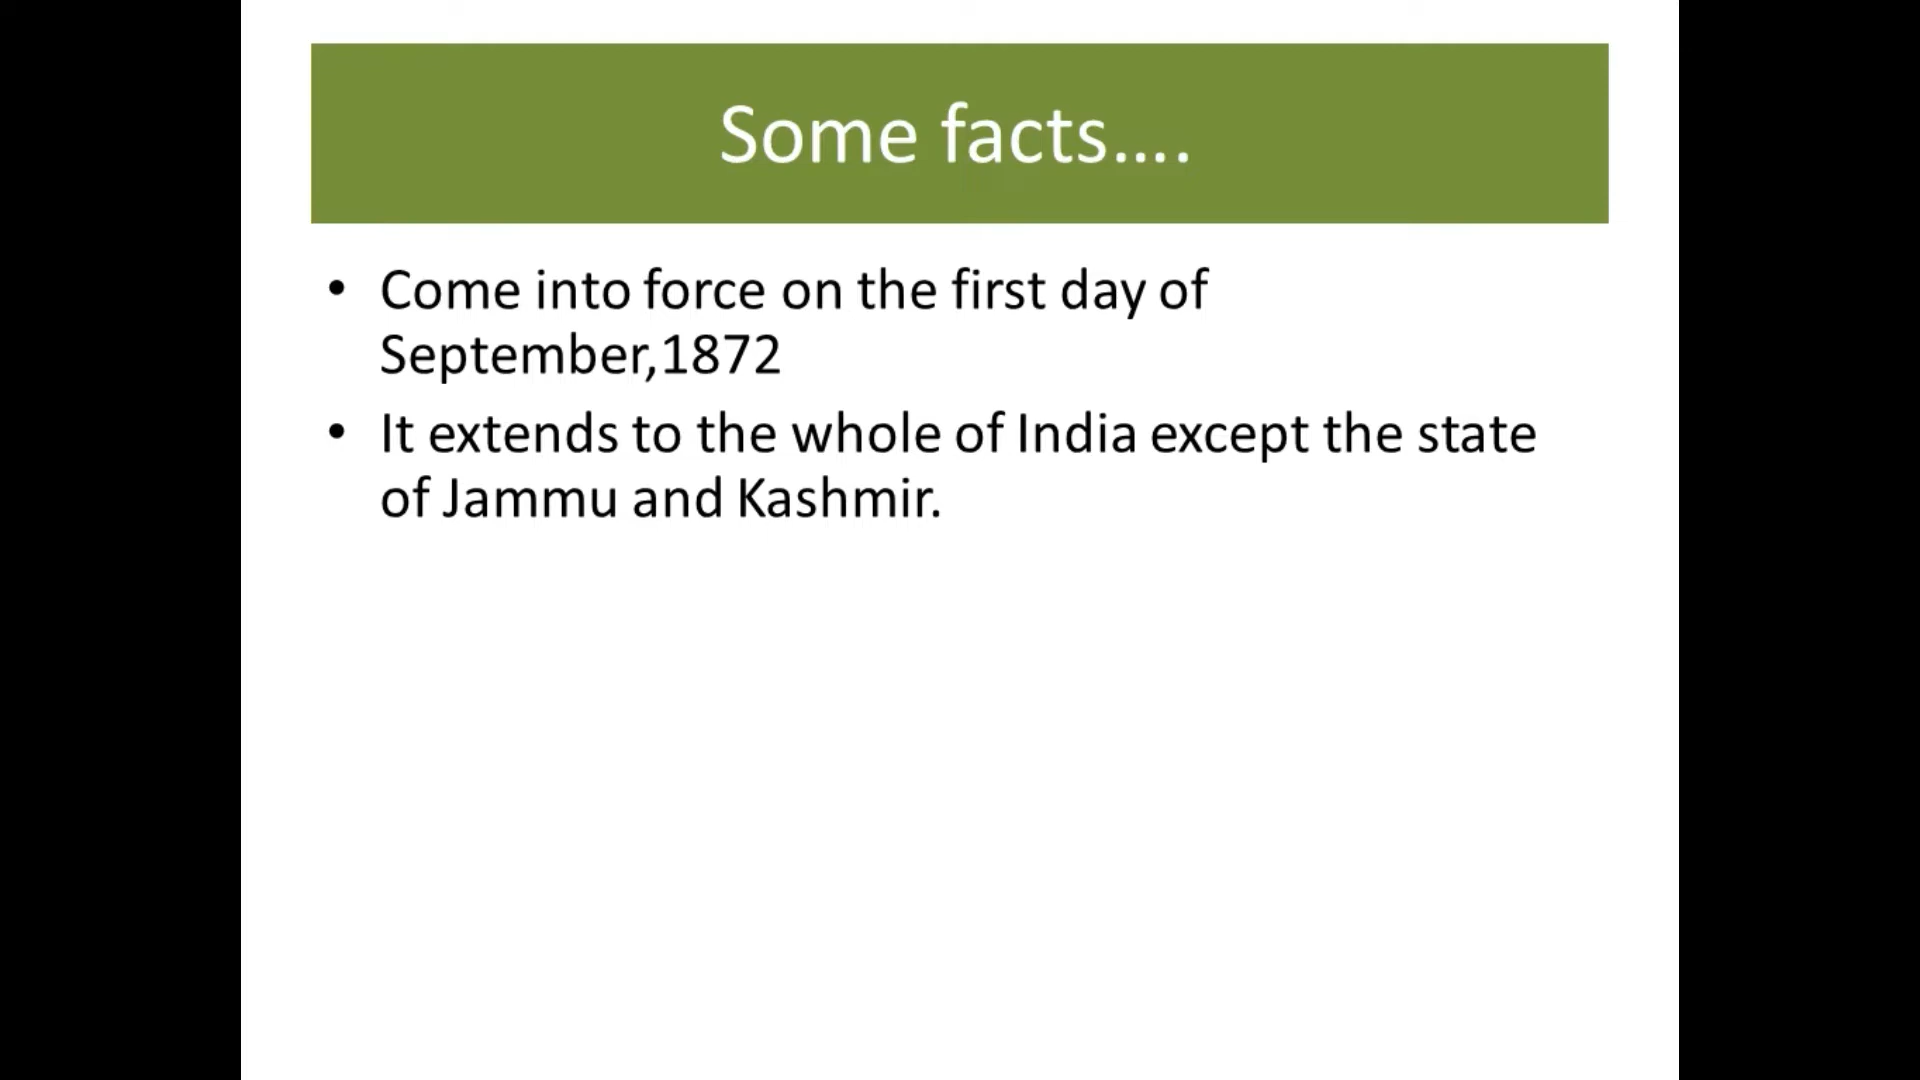 Some facts....
• Come into force on the first day of
September,1872
• It extends to the whole of India except the state
of Jammu and Kashmir.